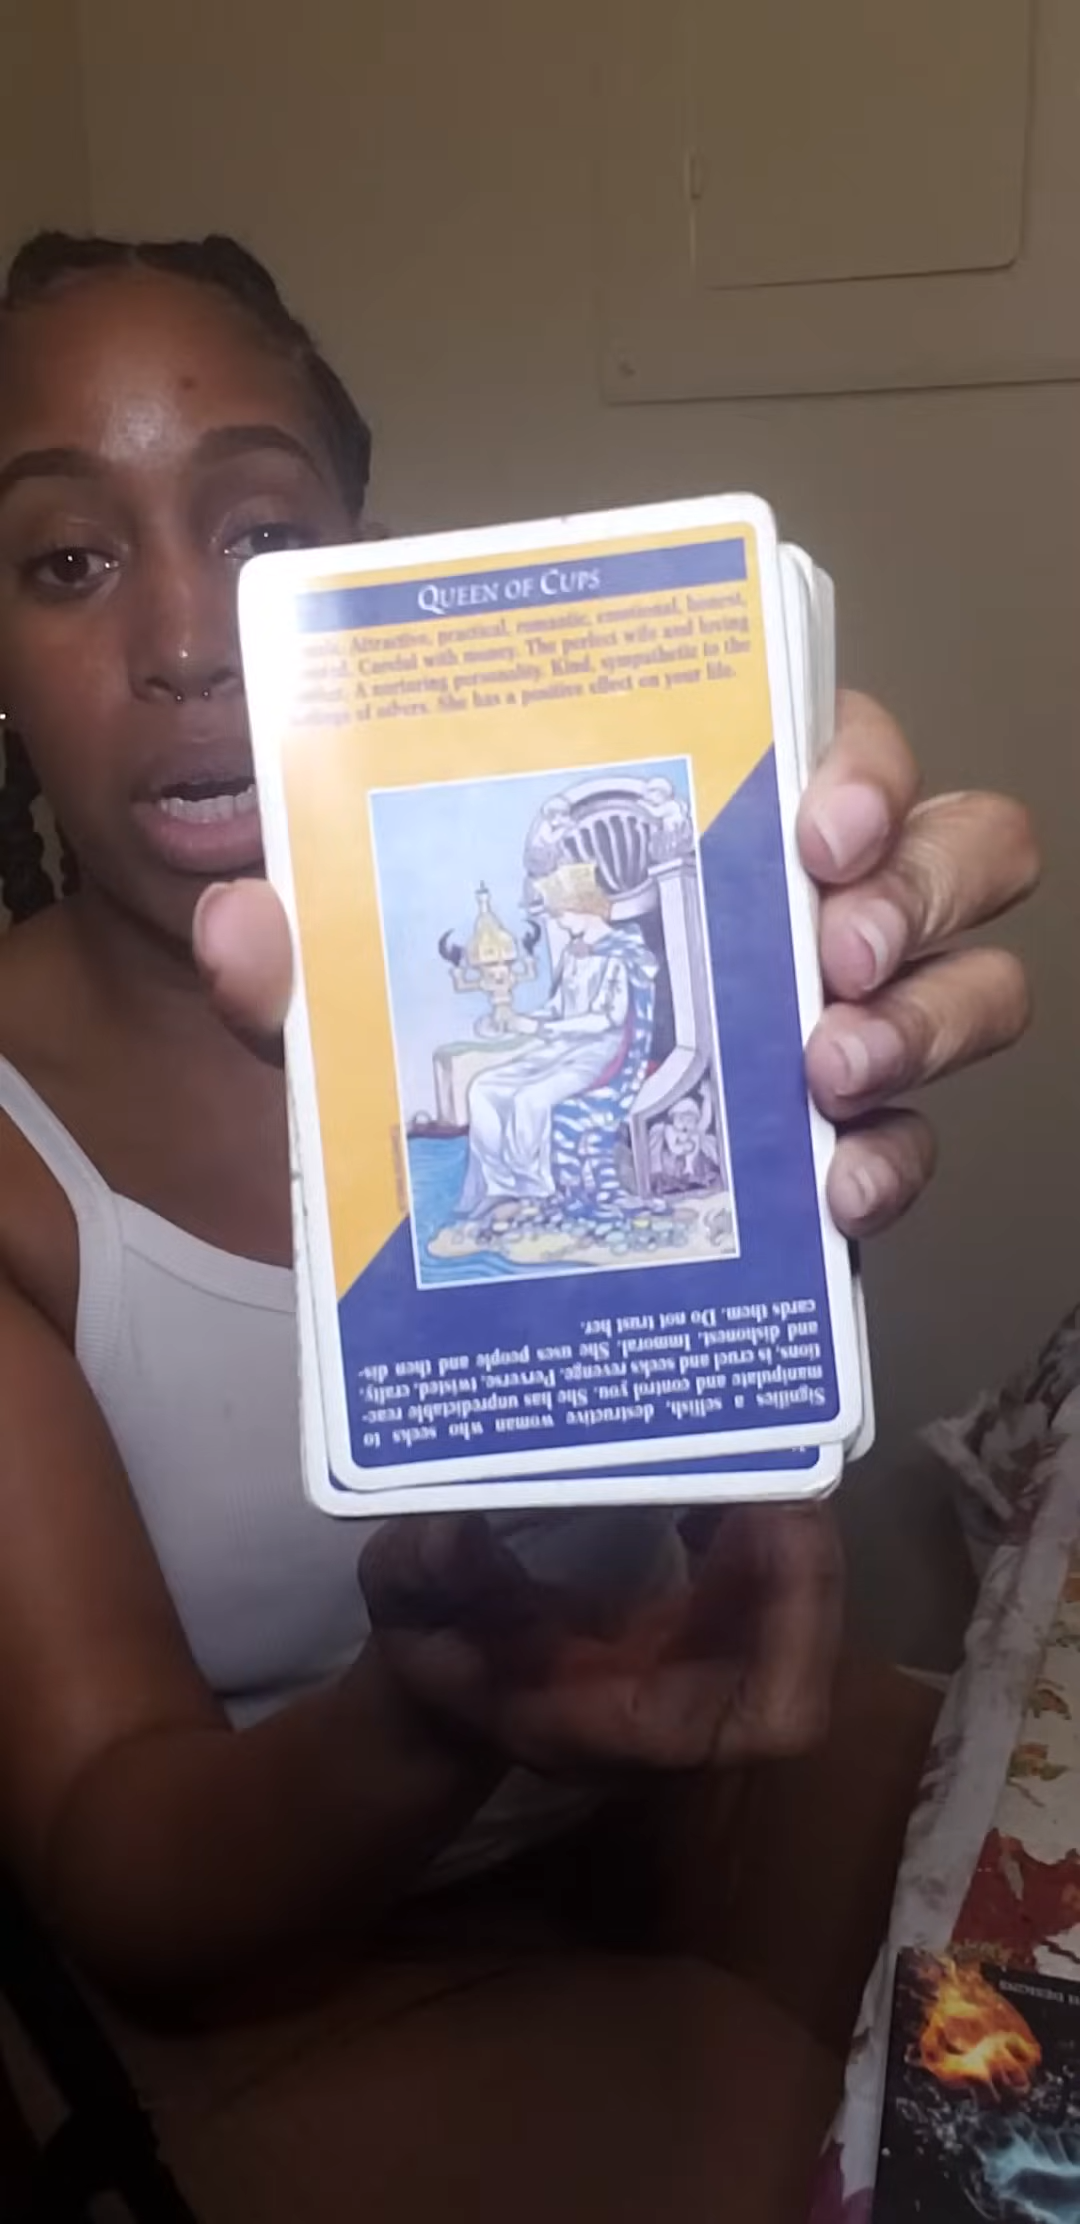 QUEEN OF CUPS
Attractive, practical, romantic, emotional, honest,
Careful with money. The perfect wife and loving
A nurturing personality. Kind, sympathetic to the
of others. She has a positive effect on your life.
Signifies a selfish, destructive woman who seeks to
manipulate and control you. She has unpredictable reac-
tions, is cruel and seeks revenge. Perverse, twisted, crafty,
and dishonest. Immoral. She uses people and then dis-
cards them. Do not trust her.
DESIGNS